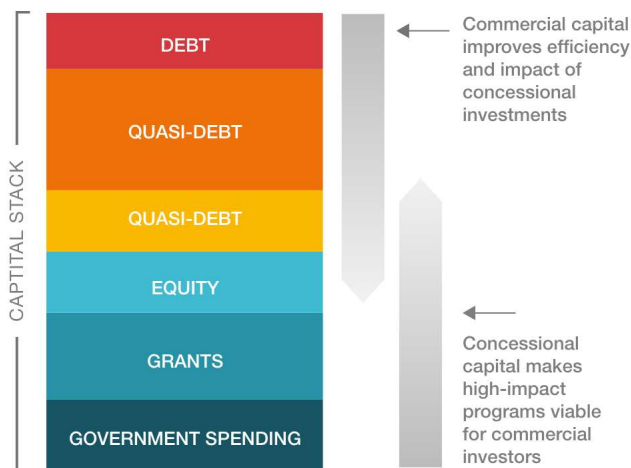 CAPTITAL STACK
DEBT
QUASI-DEBT
QUASI-DEBT
EQUITY
GRANTS
GOVERNMENT SPENDING
Commercial capital
improves efficiency
and impact of
concessional
investments
Concessional
capital makes
high-impact
programs viable
for commercial
investors